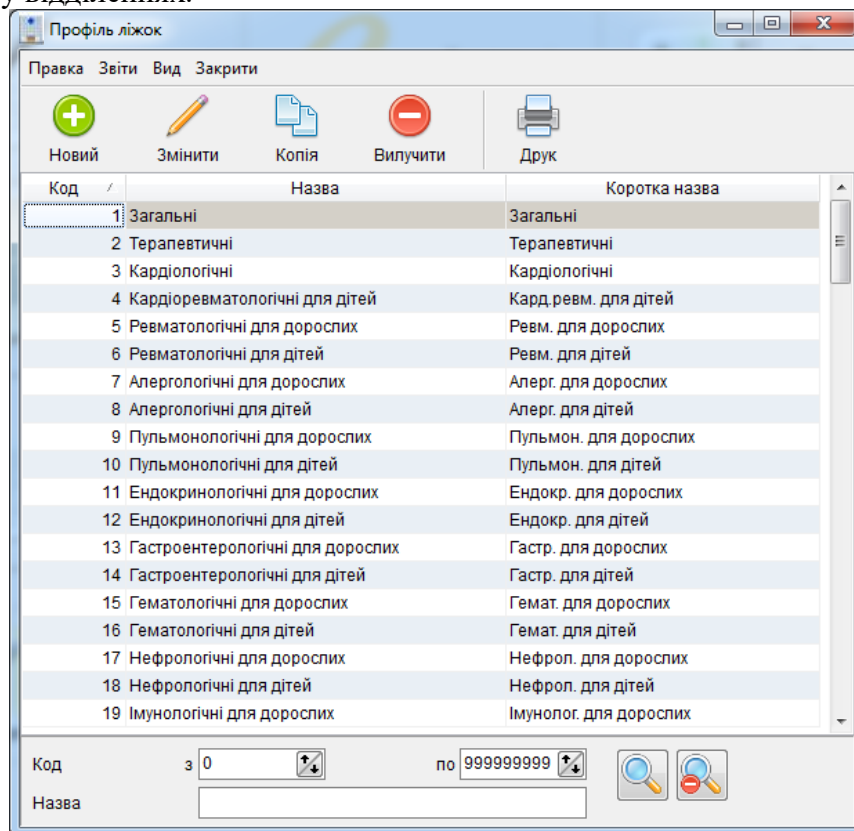 у відділеннях.
Профіль ліжок
Правка Звіти Вид Закрити
Новий Змінити Копія Вилучити Друк
Код Назва Коротка назва
1 Загальні Загальні
2 Терапевтичні Терапевтичні
3 Кардіологічні Кардіологічні
4 Кардіоревматологічні для дітей Кард.ревм. для дітей
5 Ревматологічні для дорослих Ревм. для дорослих
6 Ревматологічні для дітей Ревм. для дітей
7 Алергологічні для дорослих Алерг. для дорослих
8 Алергологічні для дітей Алерг. для дітей
9 Пульмонологічні для дорослих Пульмон. для дорослих
10 Пульмонологічні для дітей Пульмон. для дітей
11 Ендокринологічні для дорослих Ендокр. для дорослих
12 Ендокринологічні для дітей Ендокр. для дітей
13 Гастроентерологічні для дорослих Гастр. для дорослих
14 Гастроентерологічні для дітей Гастр. для дітей
15 Гематологічні для дорослих Гемат. для дорослих
16 Гематологічні для дітей Гемат. для дітей
17 Нефрологічні для дорослих Нефрол. для дорослих
18 Нефрологічні для дітей Нефрол. для дітей
19 Імунологічні для дорослих Імунолог. для дорослих
Код з 0 по 999999999
Назва